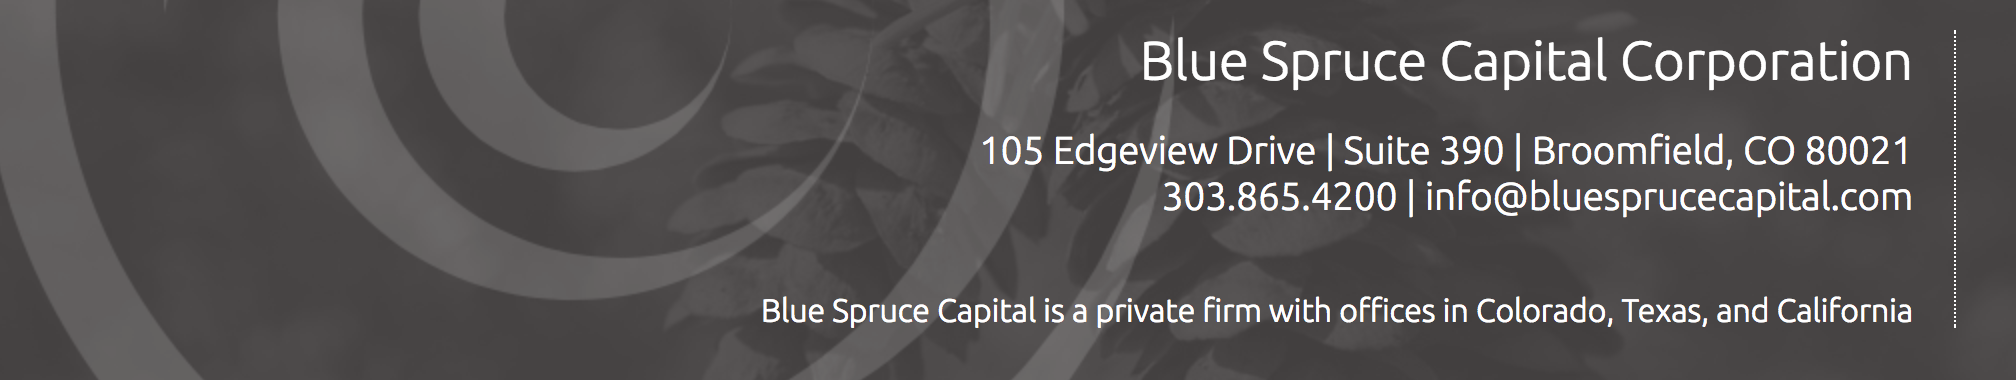 Blue Spruce Capital Corporation
105 Edgeview Drive | Suite 390 | Broomfield, CO 80021
303.865.4200 | info@bluesprucecapital.com
Blue Spruce Capital is a private firm with offices in Colorado, Texas, and California